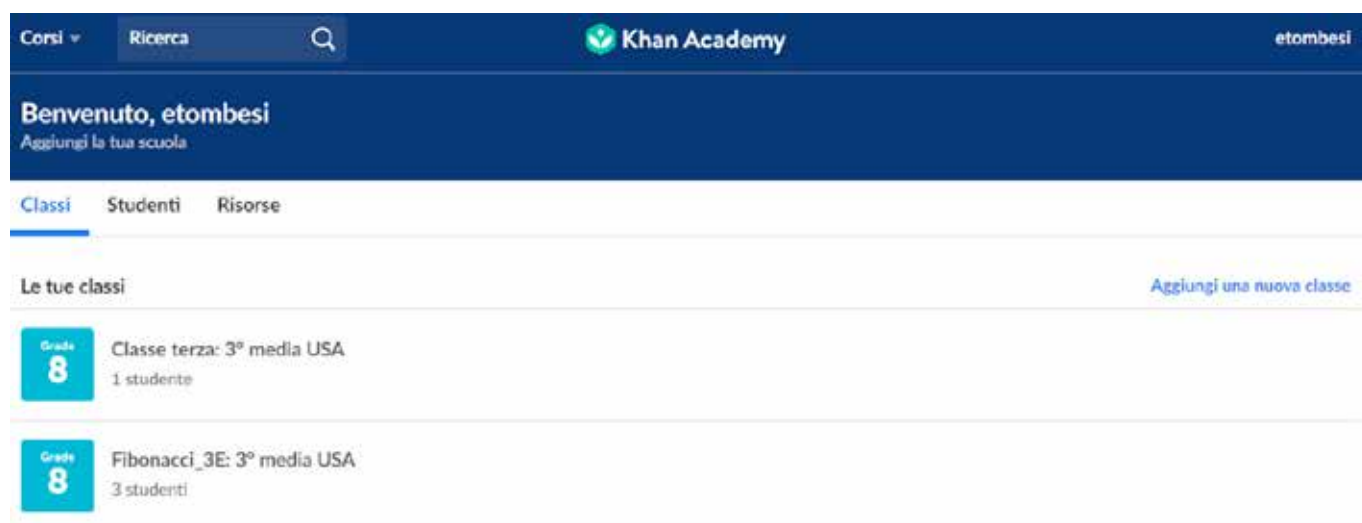 Corsi
Ricerca
Khan Academy
etombesi
Benvenuto, etombesi
Aggiungi la tua scuola
Classi
Studenti
Risorse
Le tue classi
Aggiungi una nuova classe
Grade
8
Classe terza: 3° media USA
1 studente
Grade
8
Fibonacci_3E: 3° media USA
3 studenti